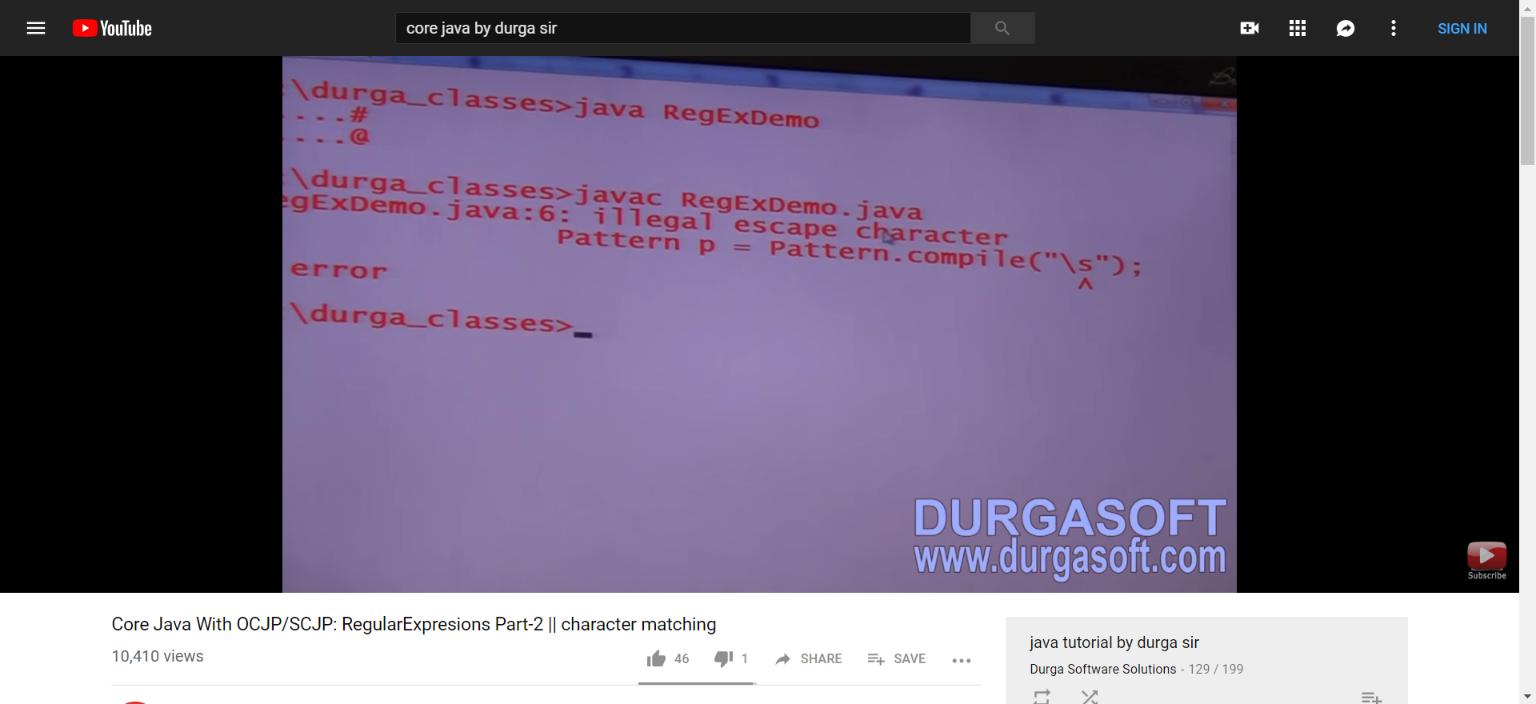 YouTube
core java by durga sir
SIGN IN
:\durga_classes>java RegExDemo
....#
....@
:\durga_classes>javac RegExDemo.java
egExDemo.java:6: illegal escape character
Pattern p = Pattern.compile("\s");
^
error
:\durga_classes>_
DURGASOFT
www.durgasoft.com
Subscribe
Core Java With OCJP/SCJP: RegularExpresions Part-2 || character matching
10,410 views
46
1
SHARE
SAVE
java tutorial by durga sir
Durga Software Solutions - 129 / 199